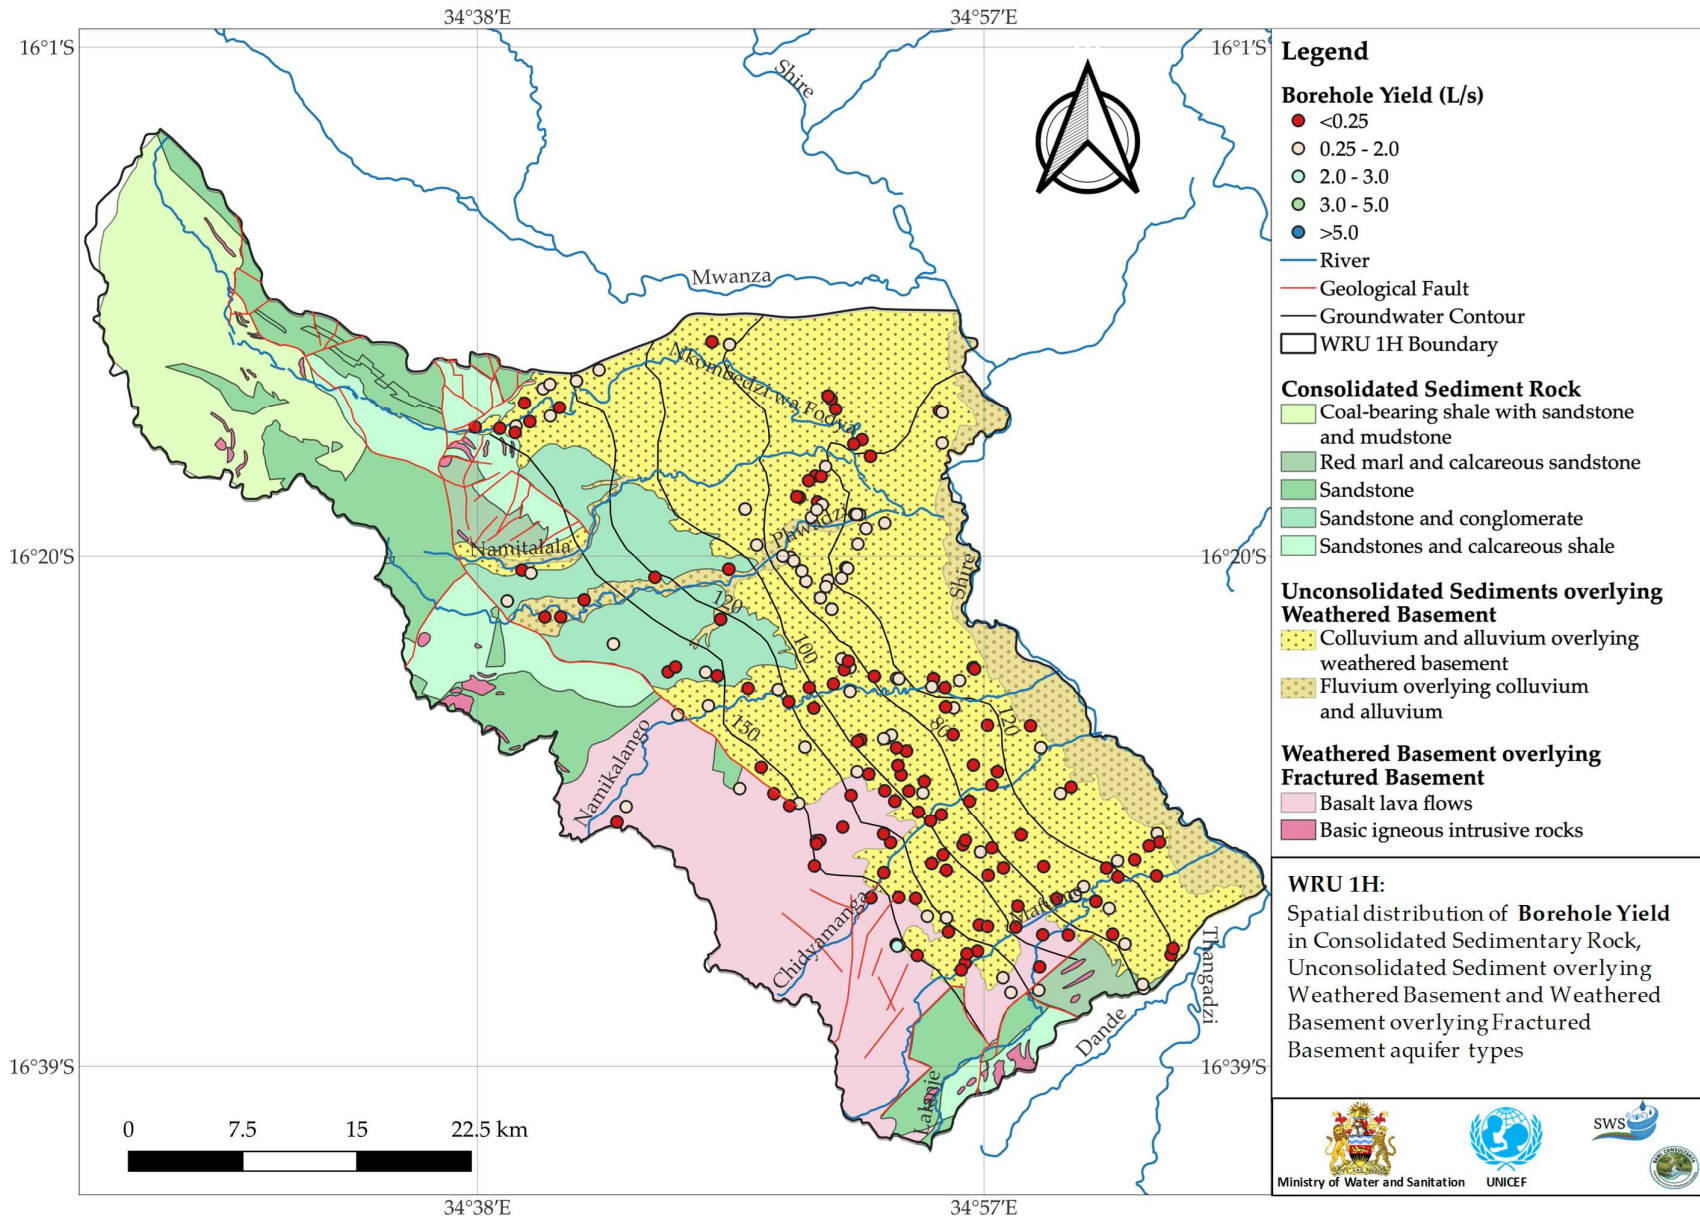 34°38′E
34°57′E
16°1′S
16°1′S
Shire
Mwanza
Mkombedzi wa Fodya
Phwadzi
Namitalala
16°20′S
16°20′S
Shire
120
100
150
80
120
Namikalango
Mafume
Chidyamanga
Thangadzi
Dande
Lalanje
16°39′S
16°39′S
0 7.5 15 22.5 km
34°38′E
34°57′E
Legend
Borehole Yield (L/s)
<0.25
0.25 - 2.0
2.0 - 3.0
3.0 - 5.0
>5.0
River
Geological Fault
Groundwater Contour
WRU 1H Boundary
Consolidated Sediment Rock
Coal-bearing shale with sandstone
and mudstone
Red marl and calcareous sandstone
Sandstone
Sandstone and conglomerate
Sandstones and calcareous shale
Unconsolidated Sediments overlying
Weathered Basement
Colluvium and alluvium overlying
weathered basement
Fluvium overlying colluvium
and alluvium
Weathered Basement overlying
Fractured Basement
Basalt lava flows
Basic igneous intrusive rocks
WRU 1H:
Spatial distribution of Borehole Yield
in Consolidated Sedimentary Rock,
Unconsolidated Sediment overlying
Weathered Basement and Weathered
Basement overlying Fractured
Basement aquifer types
Ministry of Water and Sanitation
UNICEF
SWS